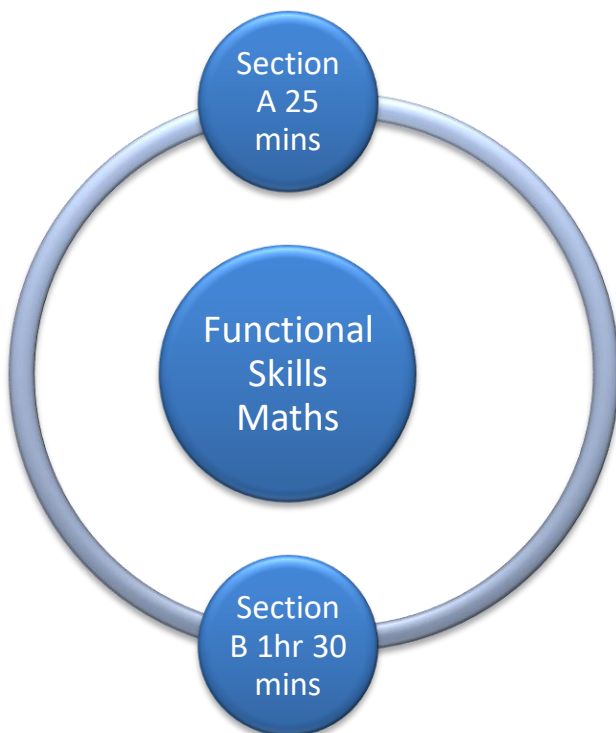 Section
A 25
mins
Functional
Skills
Maths
Section
B 1hr 30
mins